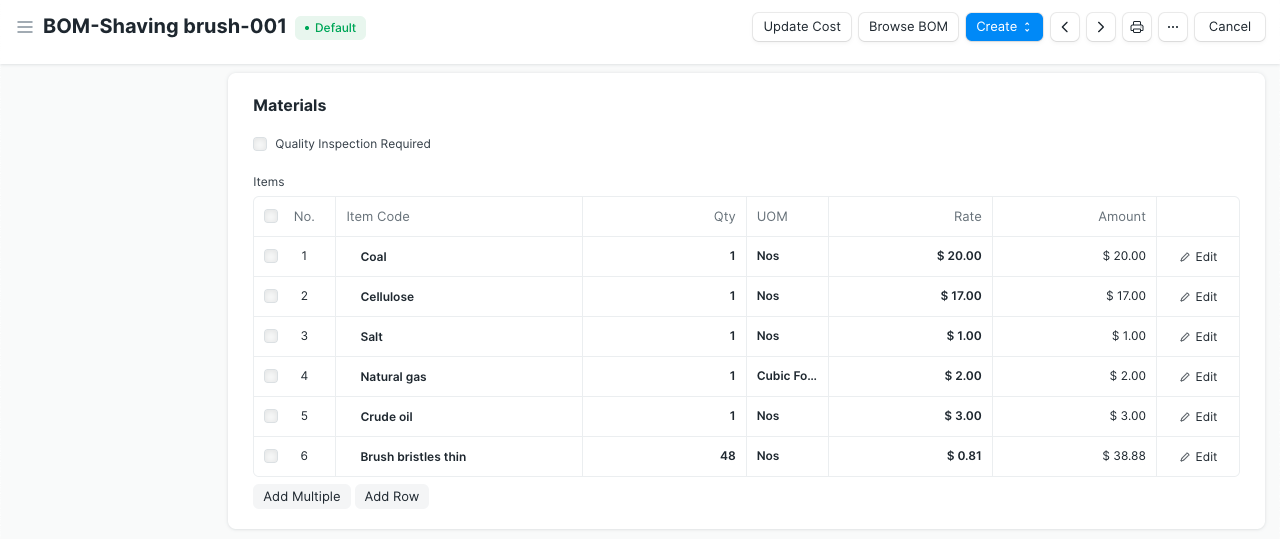 BOM-Shaving brush-001 Default Update Cost Browse BOM Create ... Cancel
Materials
Quality Inspection Required
Items
No. Item Code Qty UOM Rate Amount
1 Coal 1 Nos $ 20.00 $ 20.00 Edit
2 Cellulose 1 Nos $ 17.00 $ 17.00 Edit
3 Salt 1 Nos $ 1.00 $ 1.00 Edit
4 Natural gas 1 Cubic Fo... $ 2.00 $ 2.00 Edit
5 Crude oil 1 Nos $ 3.00 $ 3.00 Edit
6 Brush bristles thin 48 Nos $ 0.81 $ 38.88 Edit
Add Multiple Add Row